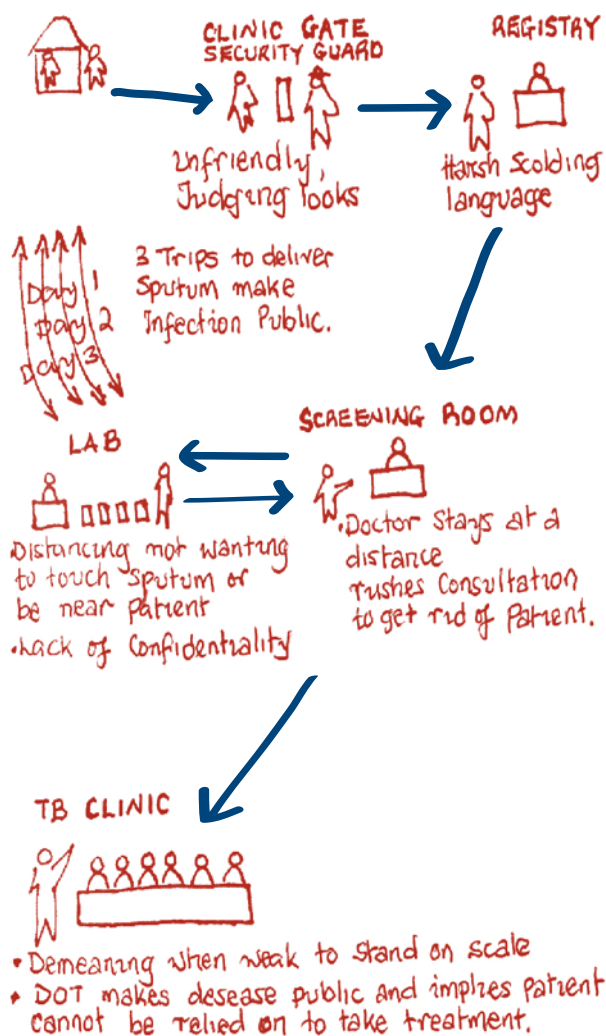 CLINIC GATE
SECURITY GUARD
Unfriendly,
Judging looks
REGISTRY
Harsh Scolding
language
Day 1
Day 2
Day 3
3 Trips to deliver
Sputum make
Infection Public.
SCREENING ROOM
•Doctor Stays at a
distance
rushes Consultation
to get rid of Patient.
LAB
•Distancing not wanting
to touch Sputum or
be near patient
•Lack of Confidentiality
TB CLINIC
• Demeaning when weak to stand on scale
• DOT makes desease public and implies patient
cannot be relied on to take treatment.